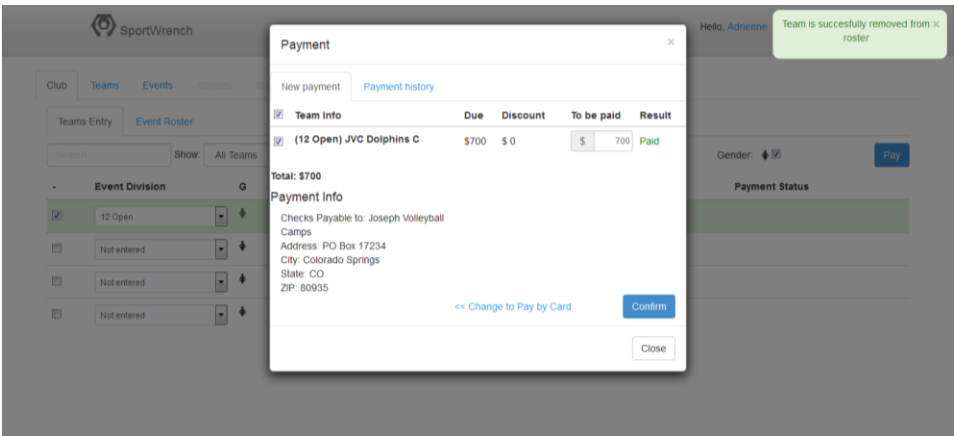 SportWrench
Hello, Adrienne
Team is succesfully removed from ×
roster
Payment ×
Club Teams Events
New payment Payment history
Teams Entry Event Roster
Team Info Due Discount To be paid Result
(12 Open) JVC Dolphins C $700 $ 0 $ 700 Paid
Search Show: All Teams Gender: Pay
Total: $700
- Event Division G Payment Status
Payment Info
12 Open
Checks Payable to: Joseph Volleyball
Camps
Address: PO Box 17234
City: Colorado Springs
State: CO
ZIP: 80935
Not entered
Not entered
Not entered
<< Change to Pay by Card Confirm
Close